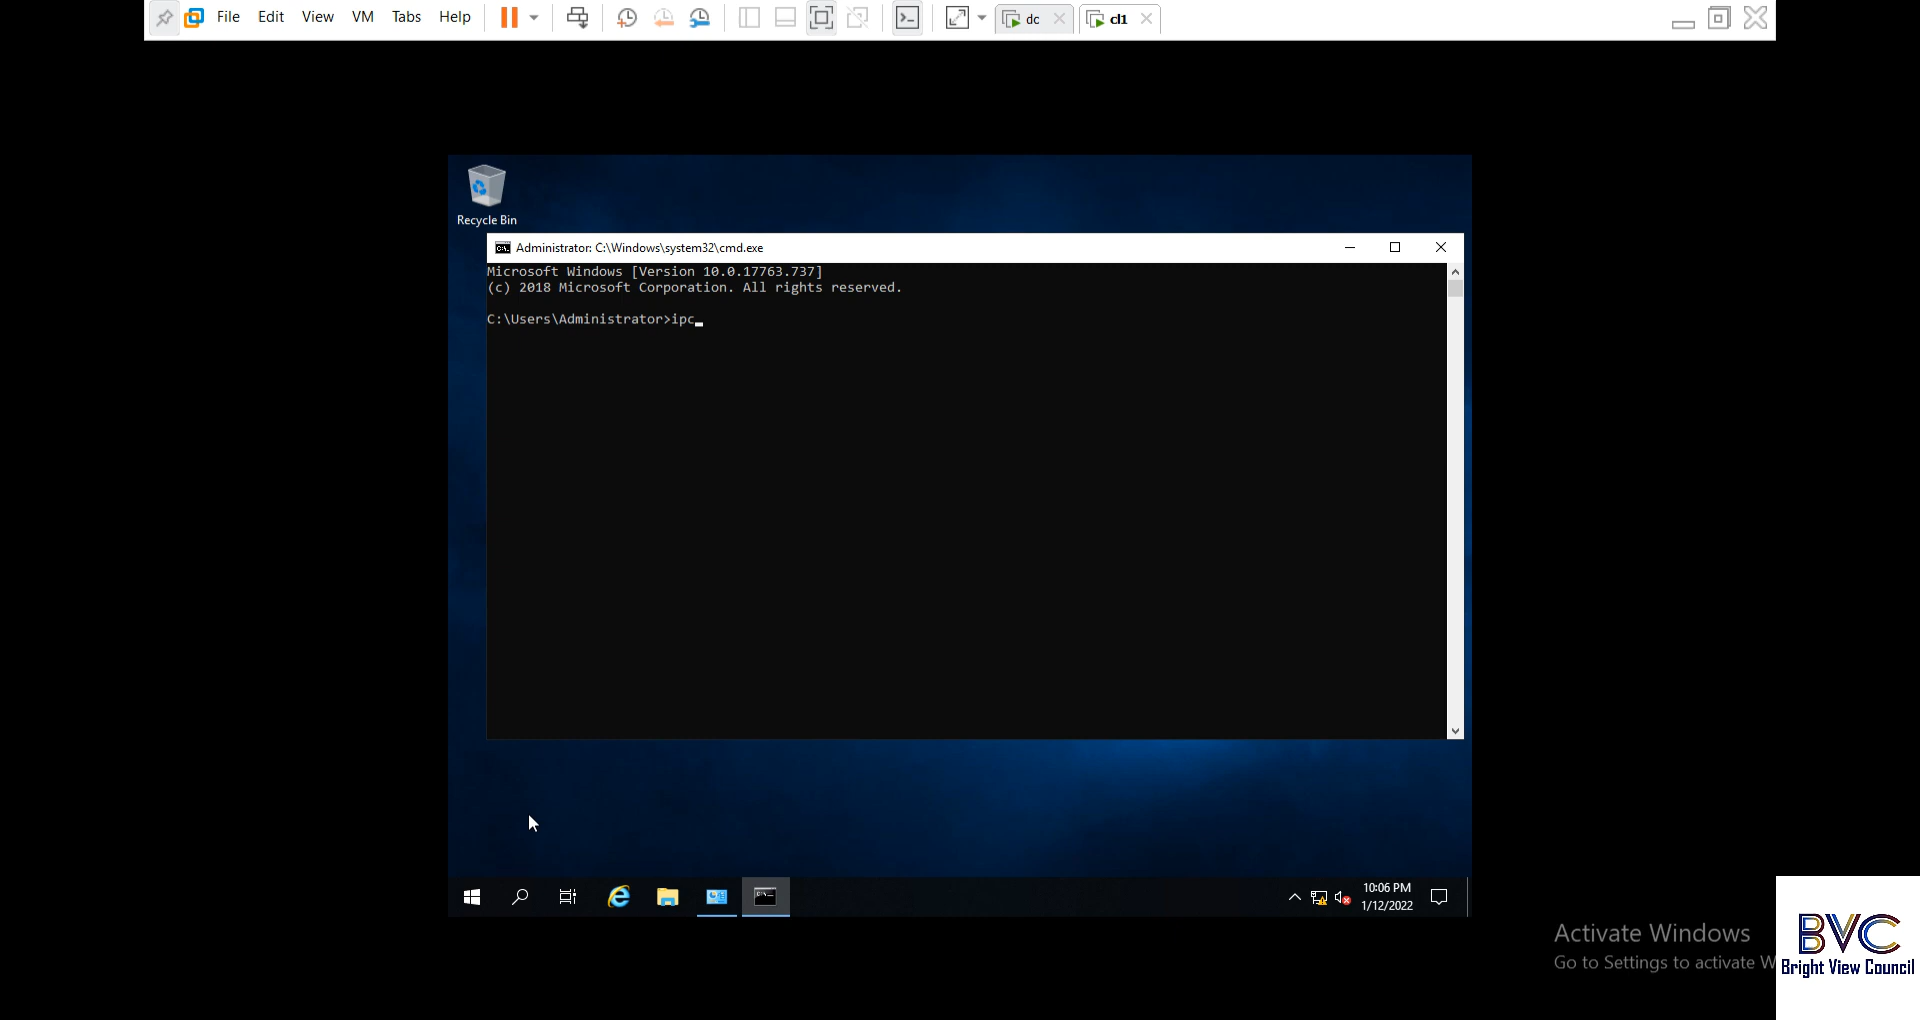 File Edit View VM Tabs Help
dc
cl1
Recycle Bin
Administrator: C:\Windows\system32\cmd.exe
Microsoft Windows [Version 10.0.17763.737]
(c) 2018 Microsoft Corporation. All rights reserved.
C:\Users\Administrator>ipc
10:06 PM
1/12/2022
Activate Windows
Go to Settings to activate W
BVC
Bright View Council